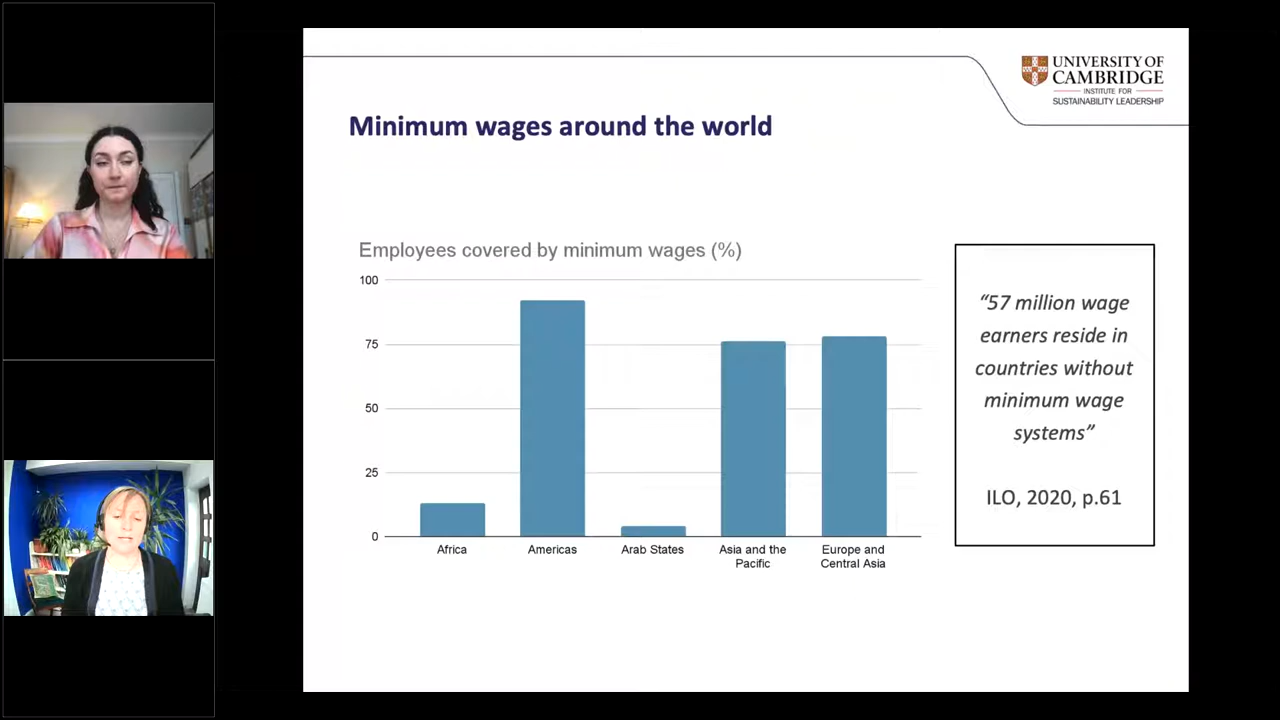 UNIVERSITY OF
CAMBRIDGE
INSTITUTE FOR
SUSTAINABILITY LEADERSHIP
Minimum wages around the world
Employees covered by minimum wages (%)
100
75
50
25
0
Africa
Americas
Arab States
Asia and the
Pacific
Europe and
Central Asia
“57 million wage
earners reside in
countries without
minimum wage
systems”
ILO, 2020, p.61